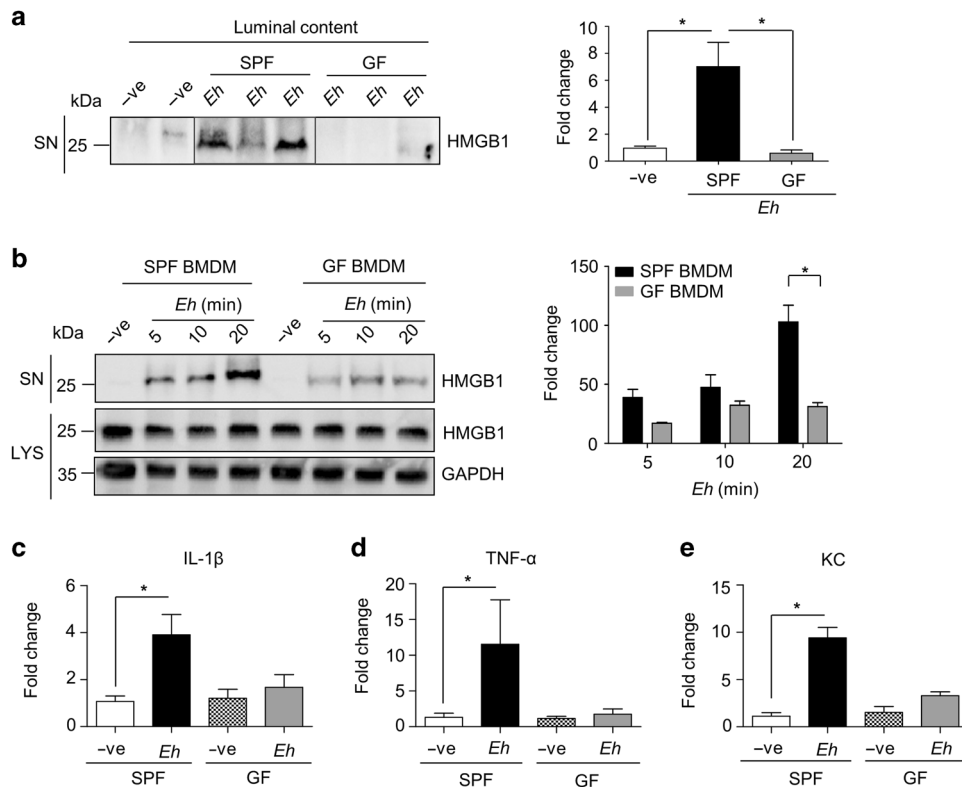 a
Luminal content
SPF GF
kDa –ve –ve Eh Eh Eh Eh Eh Eh
SN 25 HMGB1
Fold change
10
8
6
4
2
0
* *
–ve SPF GF
Eh
b
SPF BMDM GF BMDM
Eh (min) Eh (min)
kDa –ve 5 10 20 –ve 5 10 20
SN 25 HMGB1
LYS 25 HMGB1
35 GAPDH
SPF BMDM
GF BMDM
*
Fold change
150
100
50
0
5 10 20
Eh (min)
c
IL-1β
Fold change
6
4
2
0
*
–ve Eh –ve Eh
SPF GF
d
TNF-α
Fold change
20
15
10
5
0
*
–ve Eh –ve Eh
SPF GF
e
KC
Fold change
15
10
5
0
*
–ve Eh –ve Eh
SPF GF